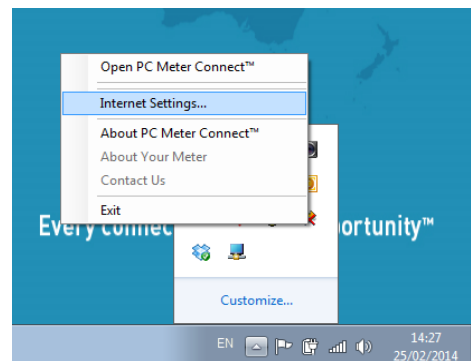 Open PC Meter Connect™
Internet Settings...
About PC Meter Connect™
About Your Meter
Contact Us
Exit
Every connec ortunity™
Customize...
EN 14:27
25/02/2014